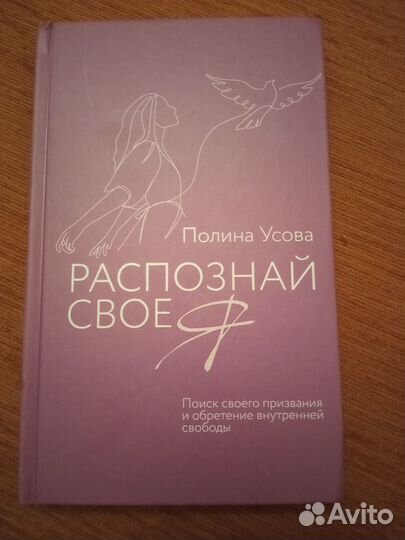 Полина Усова
РАСПОЗНАЙ
СВОЕ Я
Поиск своего призвания
и обретение внутренней
свободы
Avito